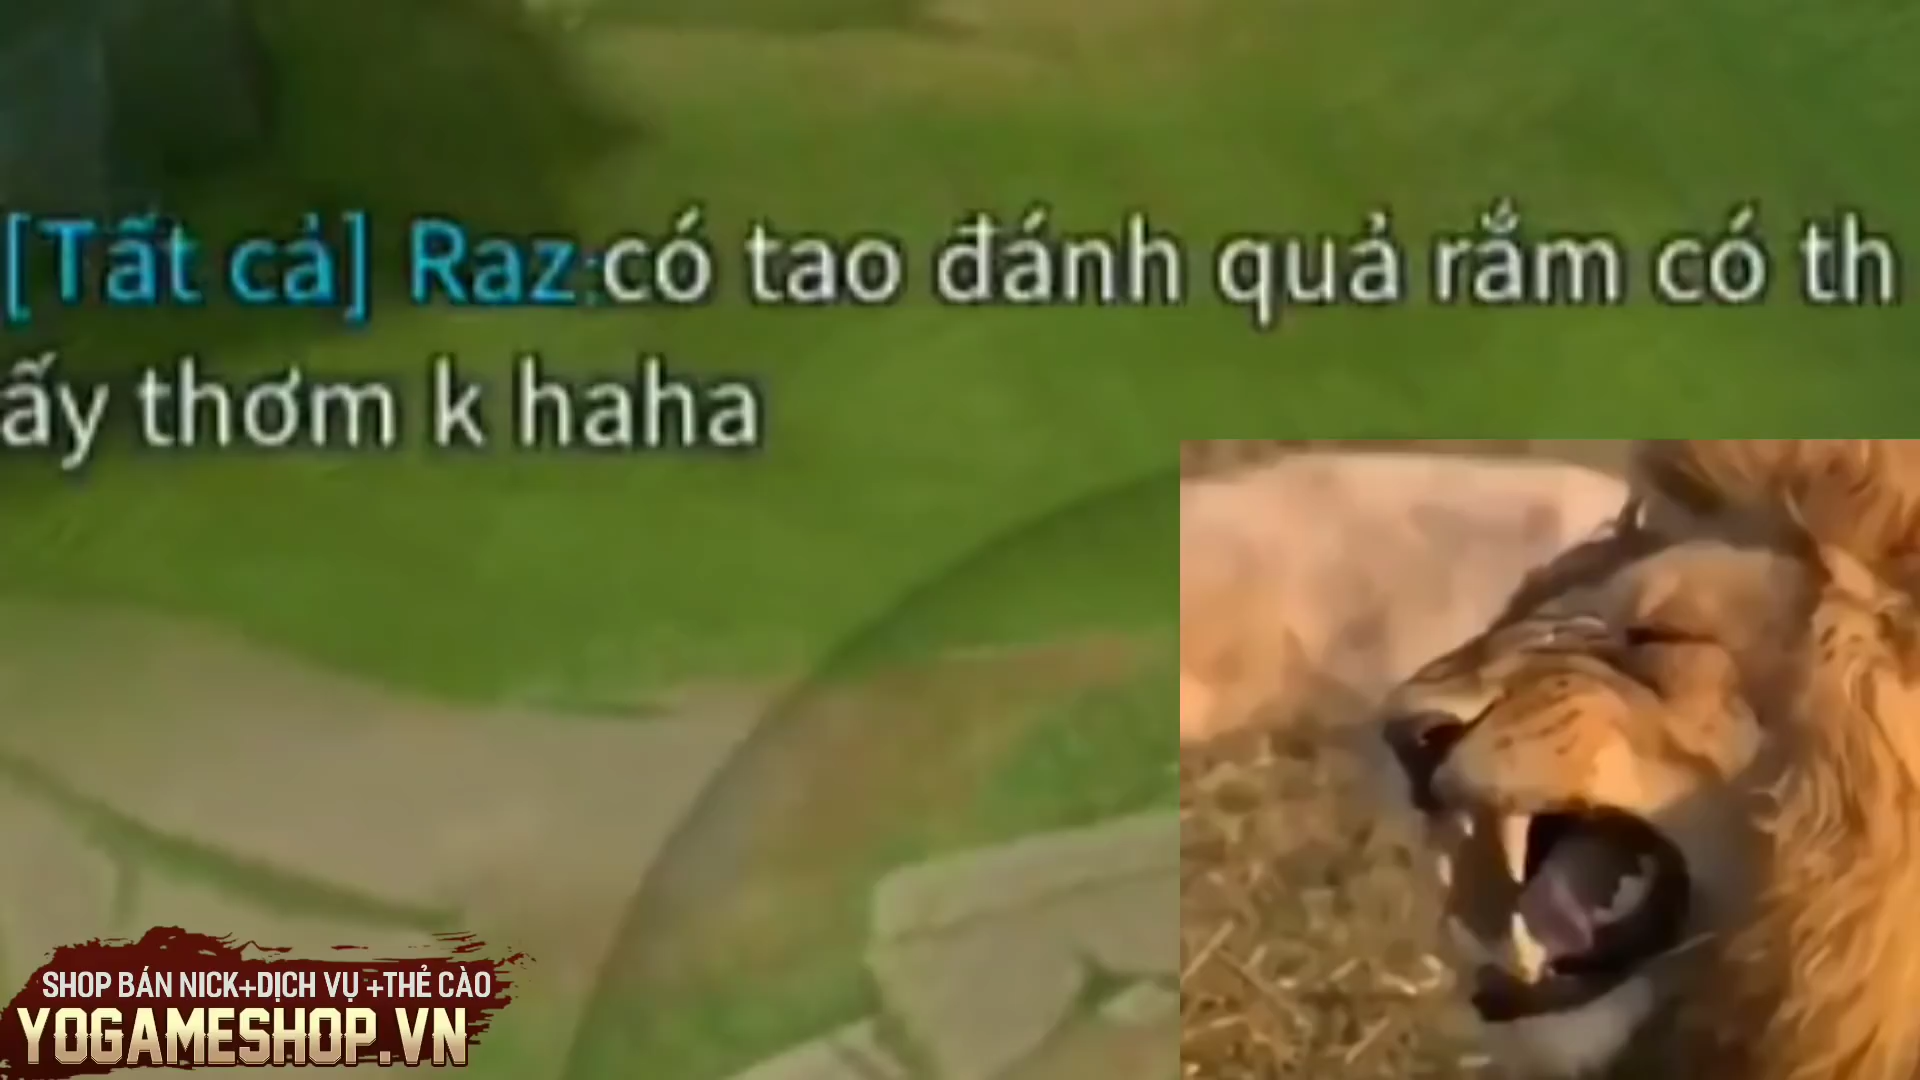 [Tất cả] Raz:có tao đánh quả rắm có th
ấy thơm k haha
SHOP BÁN NICK+DỊCH VỤ +THẺ CÀO
YOGAMESHOP.VN